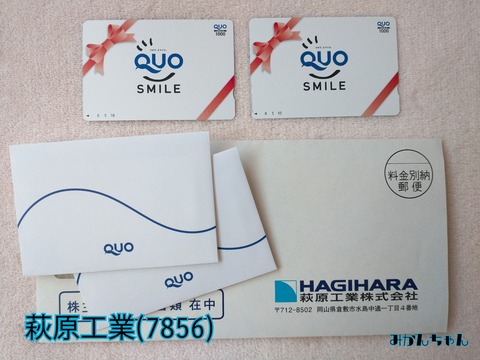 QUO
1000
QUO
SMILE
QUO
1000
QUO
SMILE
料金別納
郵便
QUO
QUO
HAGIHARA
萩原工業株式会社
〒712-8502 岡山県倉敷市水島中通一丁目4番地
株
類 在中
萩原工業(7856)
みかんちゃん